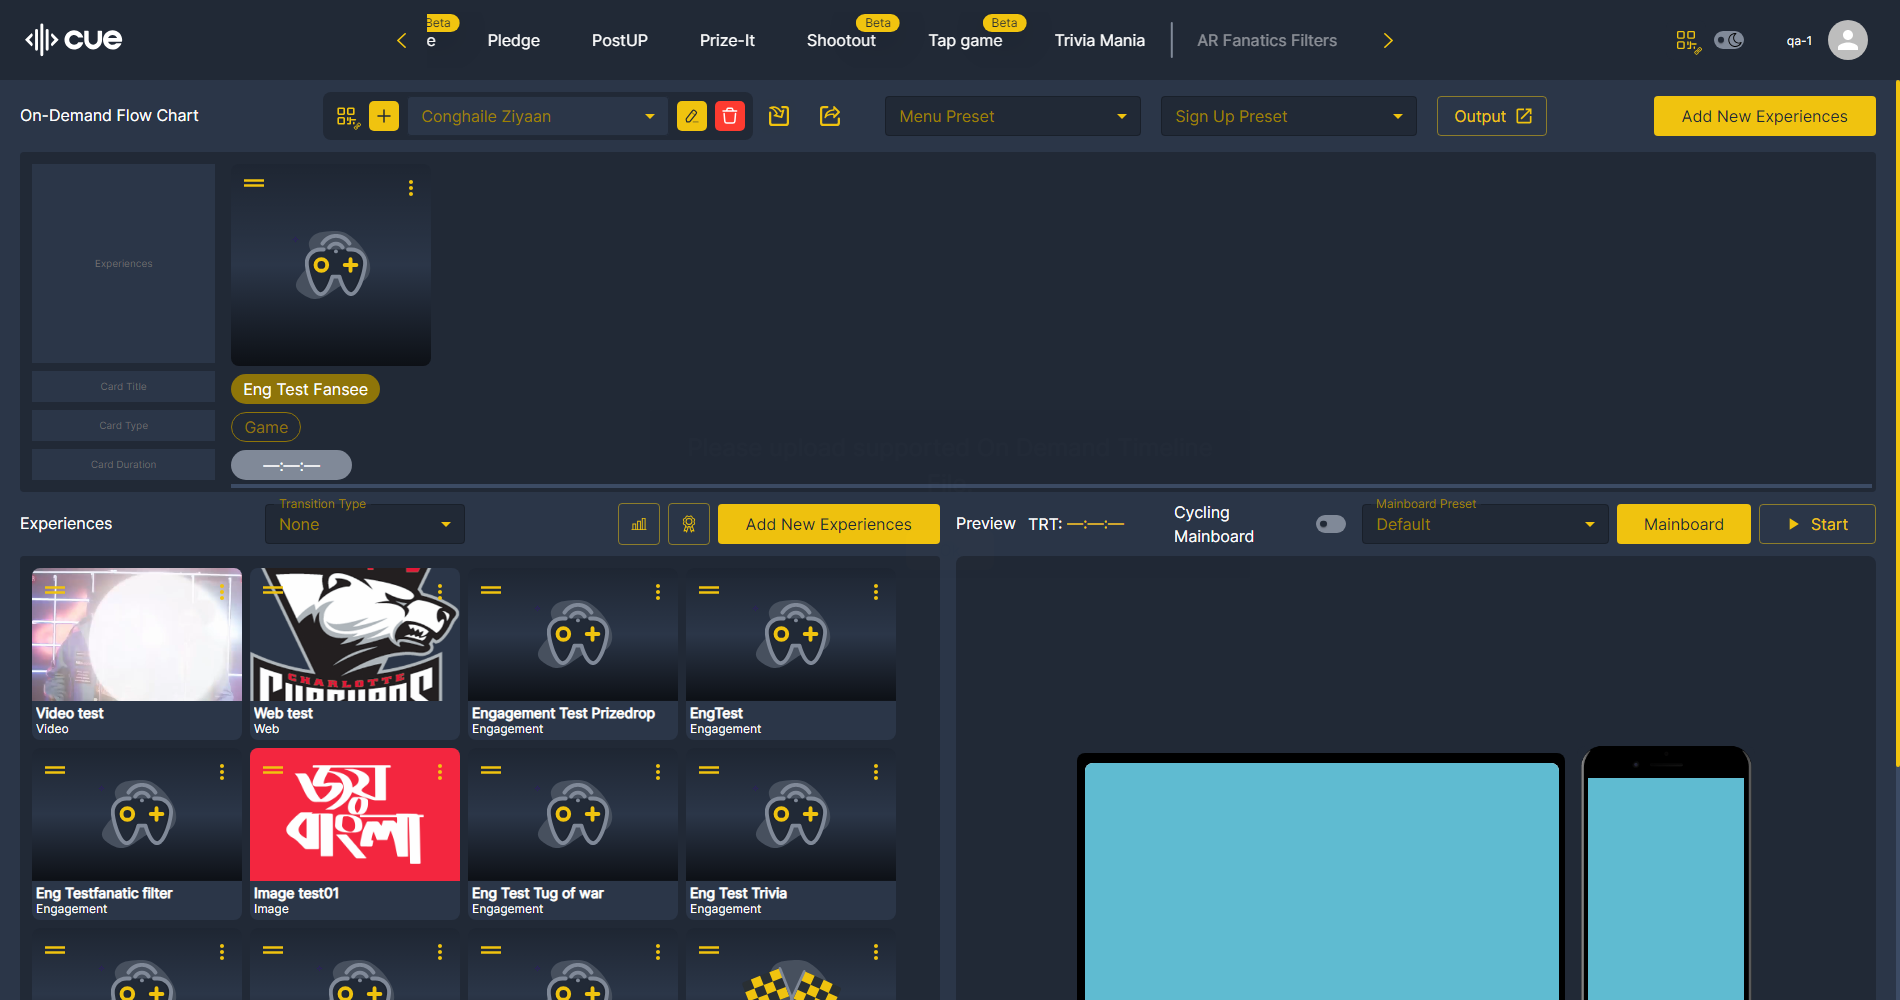 cue
Beta
e
Pledge
PostUP
Prize-It
Beta
Shootout
Beta
Tap game
Trivia Mania
AR Fanatics Filters
qa-1
On-Demand Flow Chart
Conghaile Ziyaan
Menu Preset
Sign Up Preset
Output
Add New Experiences
Experiences
Card Title
Eng Test Fansee
Card Type
Game
Card Duration
—:—:—
Experiences
Transition Type
None
Add New Experiences
Preview
TRT: —:—:—
Cycling
Mainboard
Mainboard Preset
Default
Mainboard
Start
CHARLOTTE
Video test
Video
Web test
Web
Engagement Test Prizedrop
Engagement
EngTest
Engagement
জয়
বাংলা
Eng Testfanatic filter
Engagement
Image test01
Image
Eng Test Tug of war
Engagement
Eng Test Trivia
Engagement